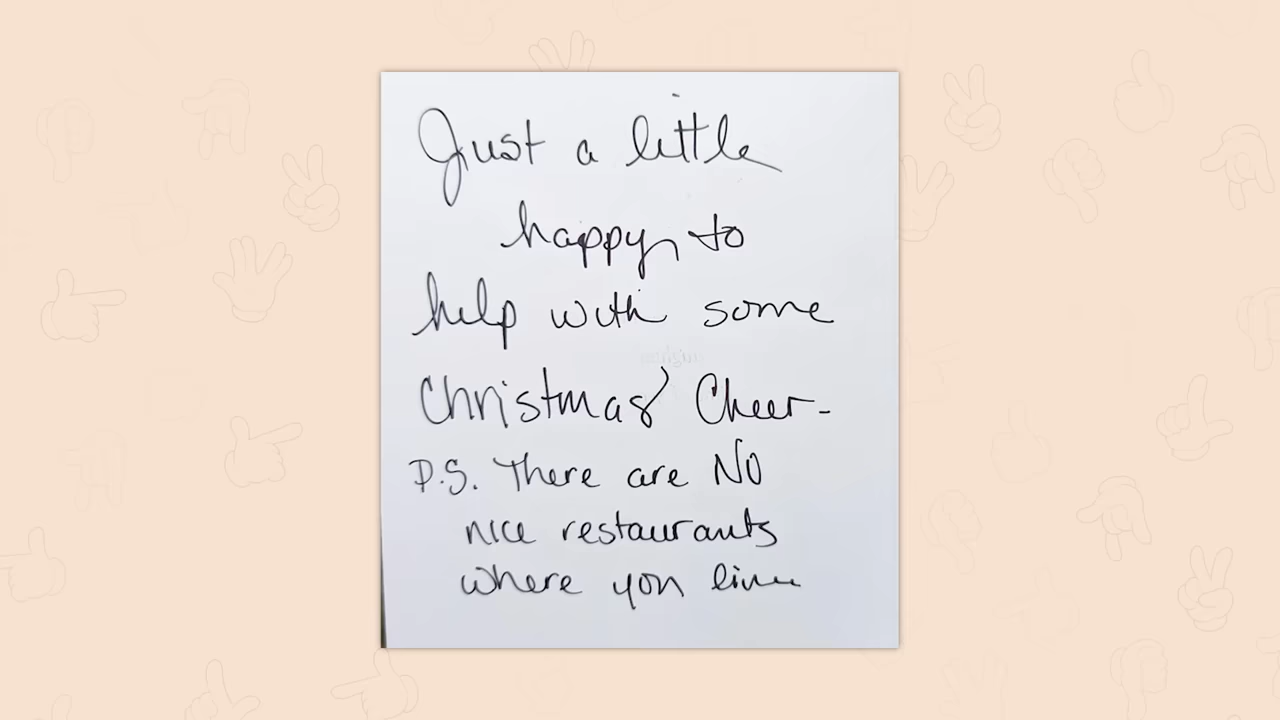 Just a little
happy to
help with some
Christmas' Cheer-
P.S. There are NO
nice restaurants
where you live